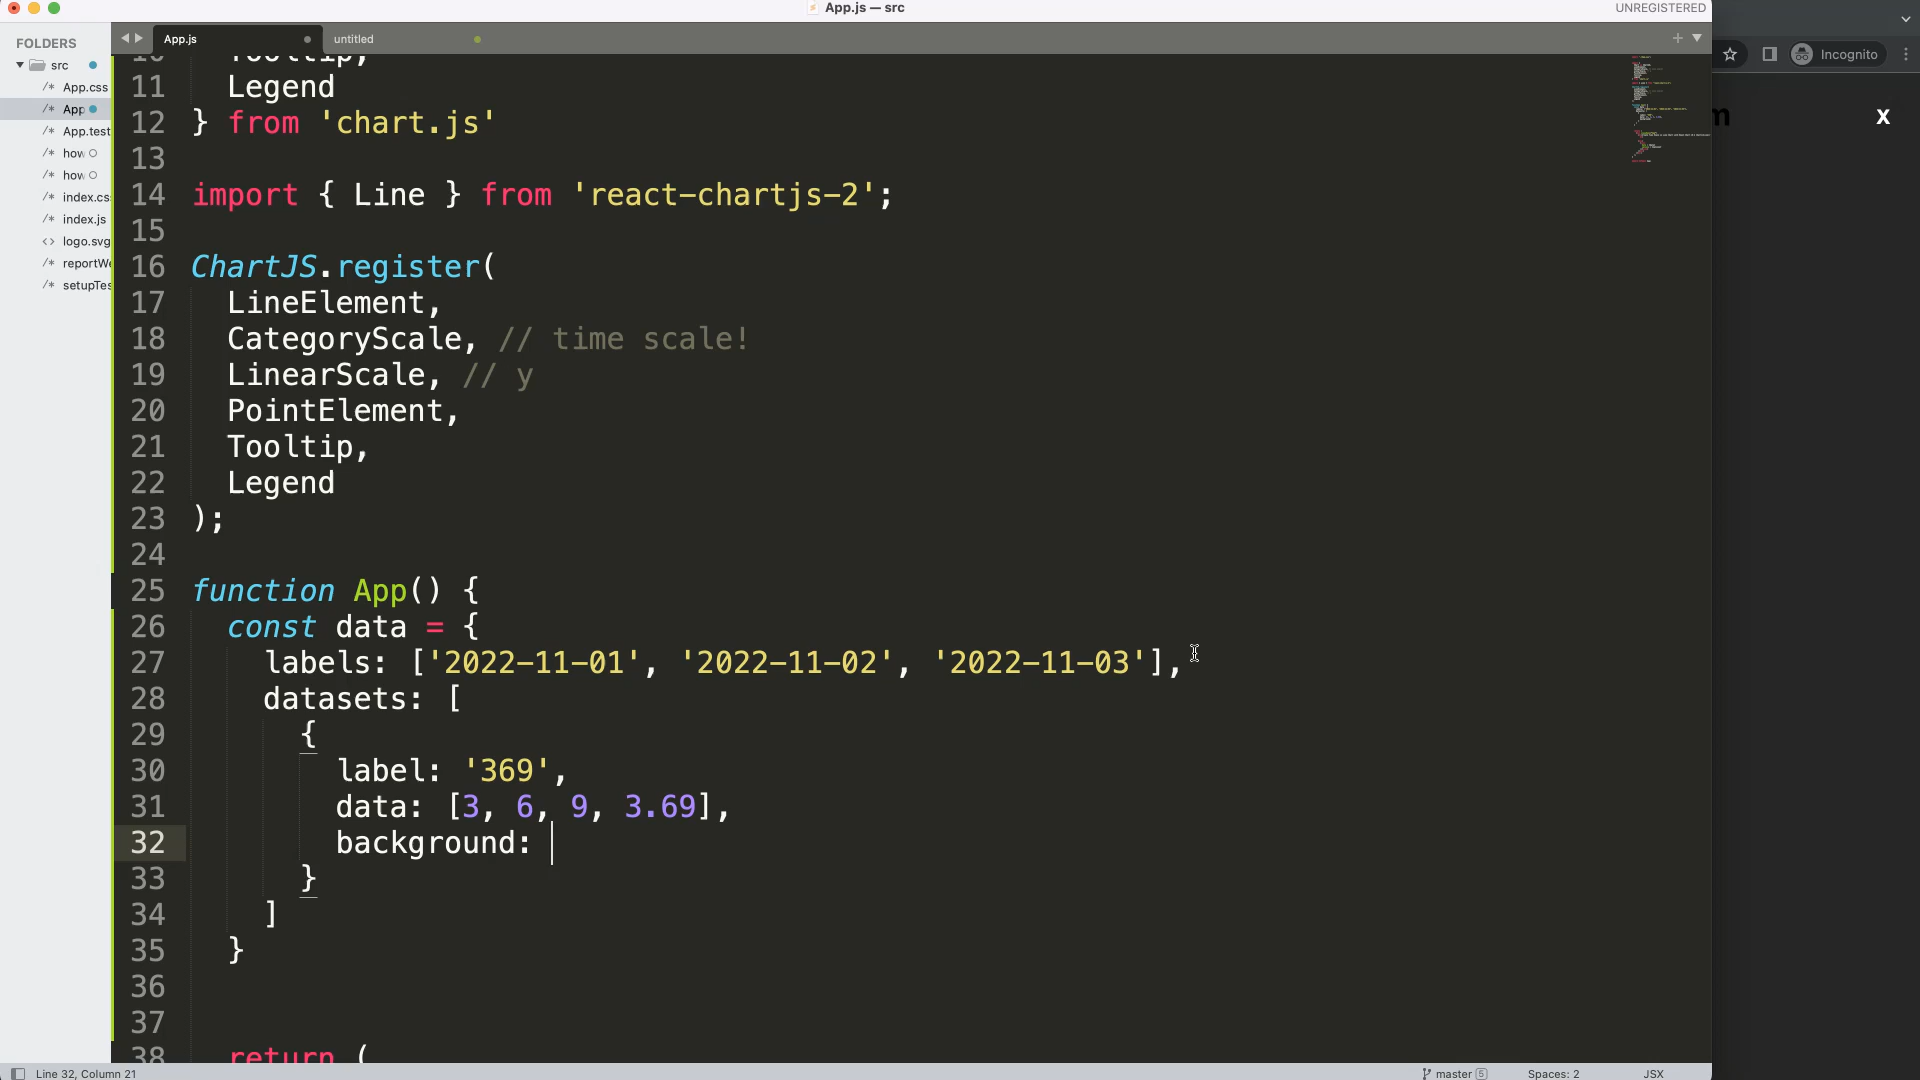 App.js — src
UNREGISTERED
FOLDERS
App.js
untitled
Incognito
src
App.css
App
App.test
how
how
index.cs
index.js
logo.svg
reportWe
setupTes
10 Tooltip,
11 Legend
12 } from 'chart.js'
13
14 import { Line } from 'react-chartjs-2';
15
16 ChartJS.register(
17 LineElement,
18 CategoryScale, // time scale!
19 LinearScale, // y
20 PointElement,
21 Tooltip,
22 Legend
23 );
24
25 function App() {
26 const data = {
27 labels: ['2022-11-01', '2022-11-02', '2022-11-03'],
28 datasets: [
29 {
30 label: '369',
31 data: [3, 6, 9, 3.69],
32 background:
33 }
34 ]
35 }
36
37
38 return (
m
x
Line 32, Column 21
master 5
Spaces: 2
JSX